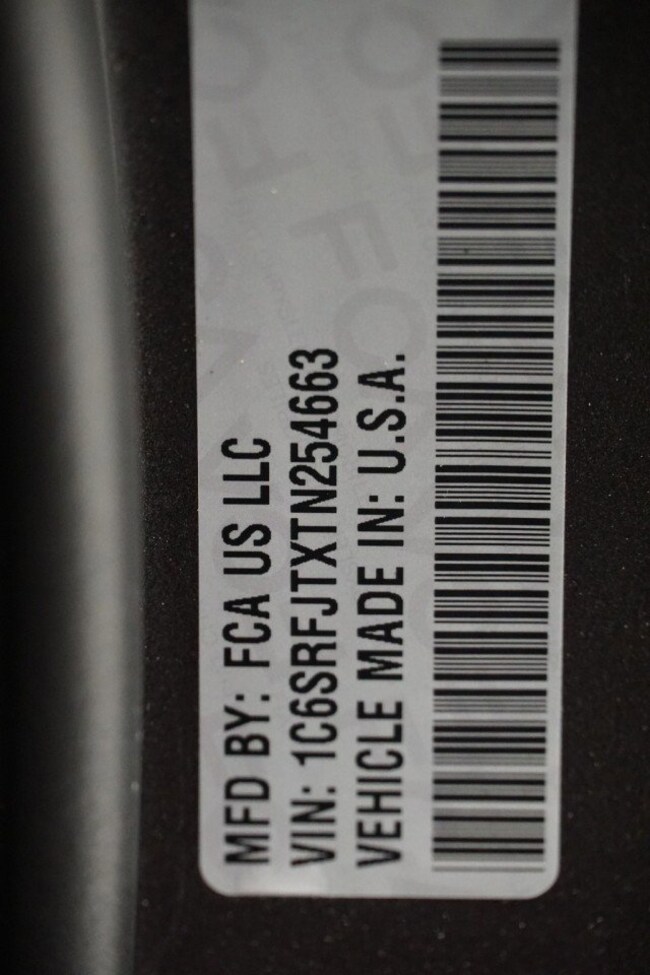 MFD BY: FCA US LLC
VIN: 1C6SRFJTXTN254663
VEHICLE MADE IN: U.S.A.